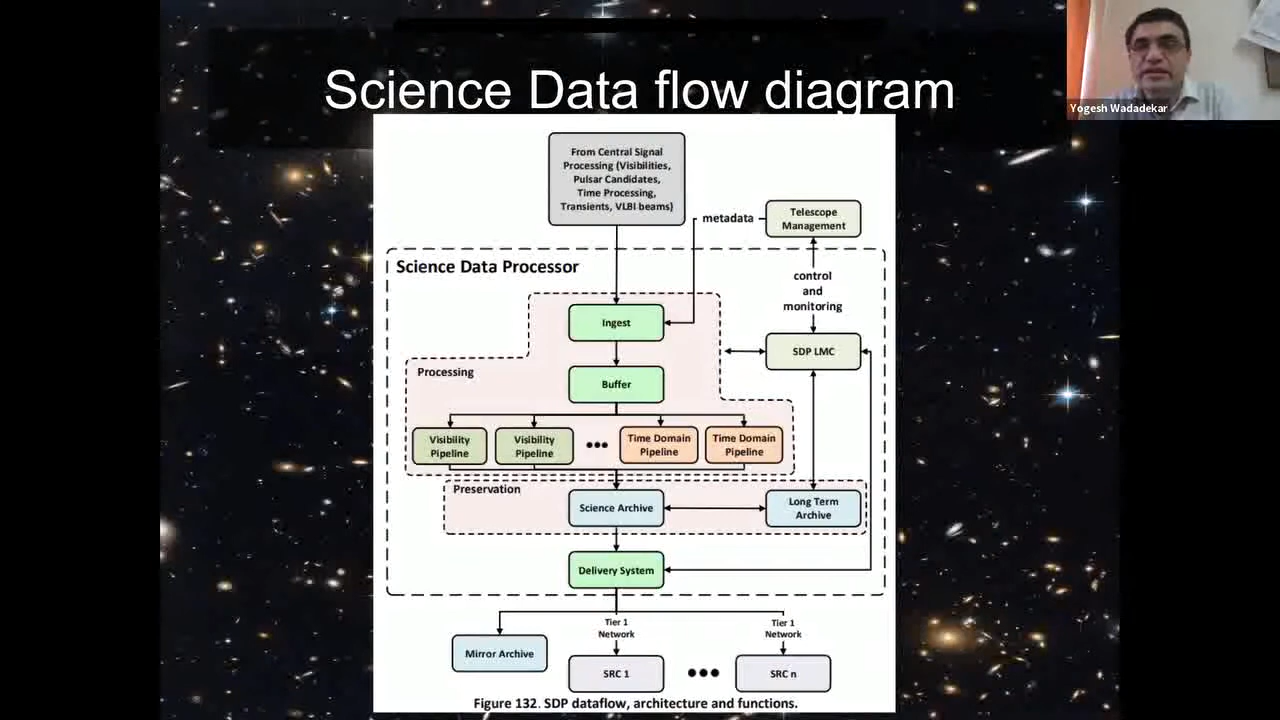 Science Data flow diagram
Yogesh Wadadekar
From Central Signal
Processing (Visibilities,
Pulsar Candidates,
Time Processing,
Transients, VLBI beams)
metadata
Telescope
Management
Science Data Processor
control
and
monitoring
Ingest
SDP LMC
Processing
Buffer
Visibility
Pipeline
Visibility
Pipeline
•••
Time Domain
Pipeline
Time Domain
Pipeline
Preservation
Science Archive
Long Term
Archive
Delivery System
Tier 1
Network
Tier 1
Network
Mirror Archive
SRC 1
•••
SRC n
Figure 132. SDP dataflow, architecture and functions.